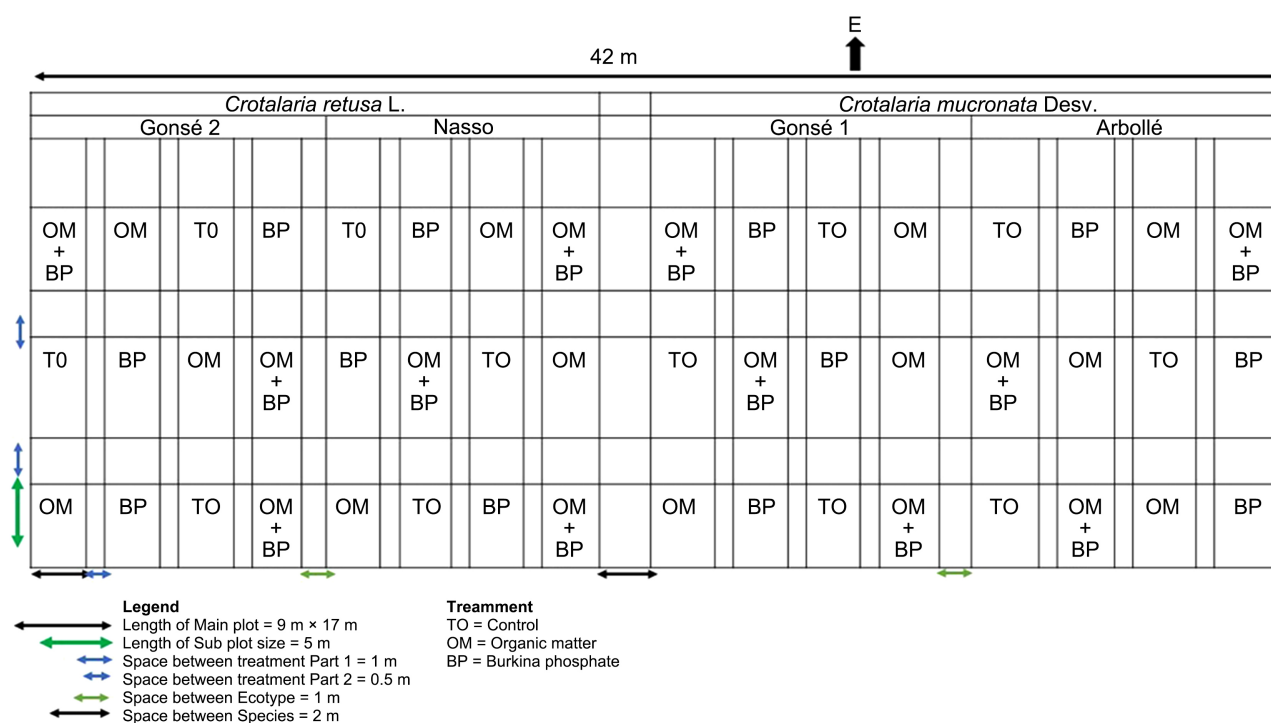 E
42 m
Crotalaria retusa L. Crotalaria mucronata Desv.
Gonsé 2 Nasso Gonsé 1 Arbollé
OM OM T0 BP T0 BP OM OM OM BP TO OM TO BP OM OM
+ + + +
BP BP BP BP
T0 BP OM OM BP OM TO OM TO OM BP OM OM OM TO BP
+ + + +
BP BP BP BP
OM BP TO OM OM TO BP OM OM BP TO OM TO OM OM BP
+ + + +
BP BP BP BP
Legend
Length of Main plot = 9 m × 17 m
Length of Sub plot size = 5 m
Space between treatment Part 1 = 1 m
Space between treatment Part 2 = 0.5 m
Space between Ecotype = 1 m
Space between Species = 2 m
Treamment
TO = Control
OM = Organic matter
BP = Burkina phosphate